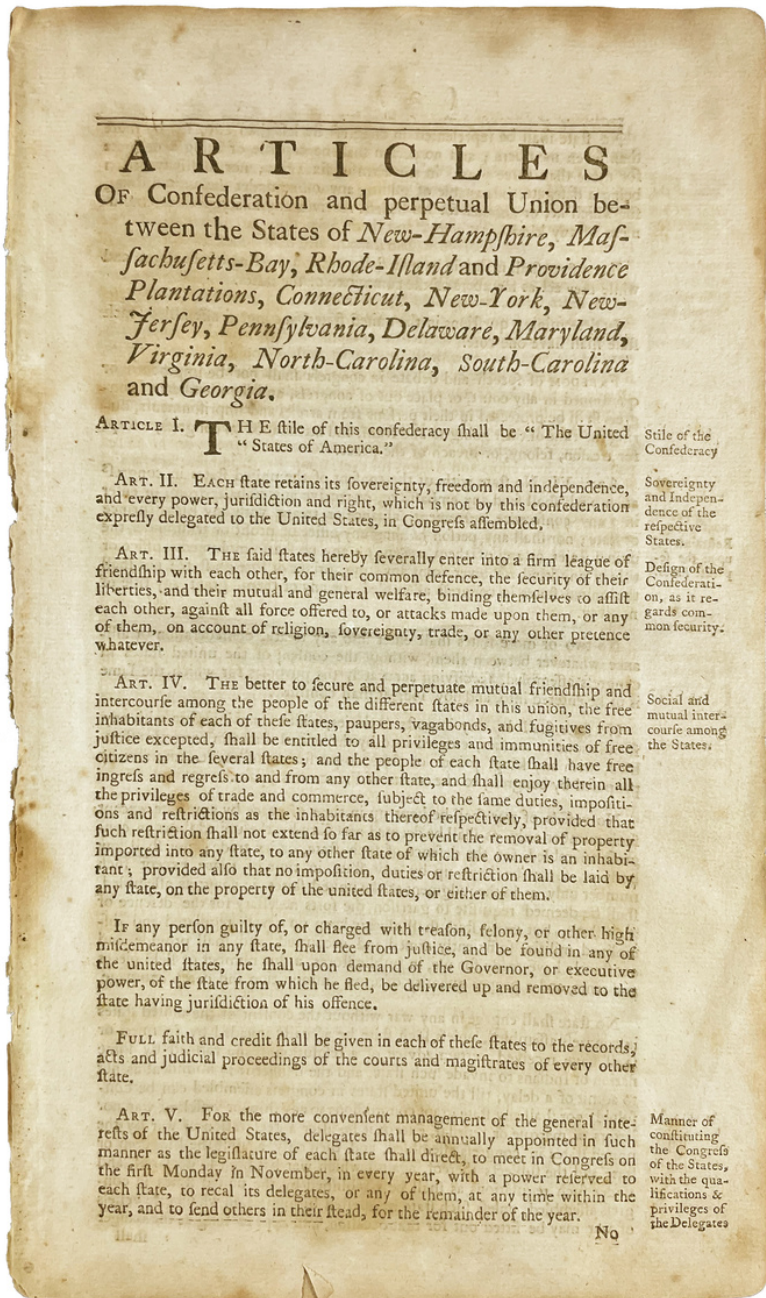 ARTICLES
OF Confederation and perpetual Union be-
tween the States of New-Hampſhire, Maſ-
ſachuſetts-Bay, Rhode-Iſland and Providence
Plantations, Connecticut, New-York, New-
Jerſey, Pennſylvania, Delaware, Maryland,
Virginia, North-Carolina, South-Carolina
and Georgia.
ARTICLE I. THE ſtile of this confederacy ſhall be “ The United
“ States of America.”
Stile of the
Confederacy
ART. II. EACH ſtate retains its ſovereignty, freedom and independence,
and every power, juriſdiction and right, which is not by this confederation
expreſly delegated to the United States, in Congreſs aſſembled.
Sovereignty
and Indepen-
dence of the
reſpective
States.
ART. III. THE ſaid ſtates hereby ſeverally enter into a firm league of
friendſhip with each other, for their common defence, the ſecurity of their
liberties, and their mutual and general welfare, binding themſelves to aſſiſt
each other, againſt all force offered to, or attacks made upon them, or any
of them, on account of religion, ſovereignty, trade, or any other pretence
whatever.
Deſign of the
Confederati-
on, as it re-
gards com-
mon ſecurity.
ART. IV. THE better to ſecure and perpetuate mutual friendſhip and
intercourſe among the people of the different ſtates in this union, the free
inhabitants of each of theſe ſtates, paupers, vagabonds, and fugitives from
juſtice excepted, ſhall be entitled to all privileges and immunities of free
citizens in the ſeveral ſtates; and the people of each ſtate ſhall have free
ingreſs and regreſs to and from any other ſtate, and ſhall enjoy therein all
the privileges of trade and commerce, ſubject to the ſame duties, impoſiti-
ons and reſtrictions as the inhabitants thereof reſpectively, provided that
ſuch reſtriction ſhall not extend ſo far as to prevent the removal of property
imported into any ſtate, to any other ſtate of which the owner is an inhabi-
tant; provided alſo that no impoſition, duties or reſtriction ſhall be laid by
any ſtate, on the property of the united ſtates, or either of them.
Social and
mutual inter-
courſe among
the States.
IF any perſon guilty of, or charged with treaſon, felony, or other high
miſdemeanor in any ſtate, ſhall flee from juſtice, and be found in any of
the united ſtates, he ſhall upon demand of the Governor, or executive
power, of the ſtate from which he fled, be delivered up and removed to the
ſtate having juriſdiction of his offence.
FULL faith and credit ſhall be given in each of theſe ſtates to the records,
acts and judicial proceedings of the courts and magiſtrates of every other
ſtate.
ART. V. FOR the more convenient management of the general inte-
reſts of the United States, delegates ſhall be annually appointed in ſuch
manner as the legiſlature of each ſtate ſhall direct, to meet in Congreſs on
the firſt Monday in November, in every year, with a power reſerved to
each ſtate, to recal its delegates, or any of them, at any time within the
year, and to ſend others in their ſtead, for the remainder of the year.
Manner of
conſtituting
the Congreſs
of the States,
with the qua-
lifications &
privileges of
the Delegates
No